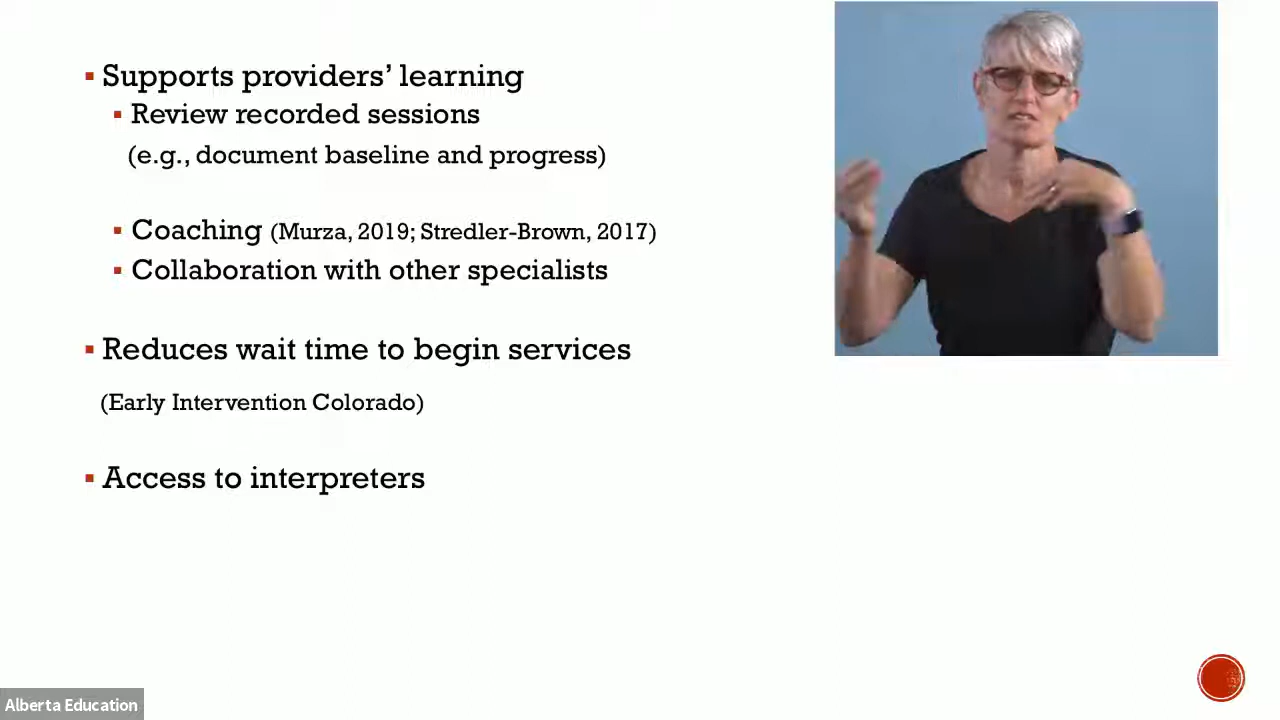 Supports providers’ learning
Review recorded sessions
(e.g., document baseline and progress)
Coaching (Murza, 2019; Stredler-Brown, 2017)
Collaboration with other specialists
Reduces wait time to begin services
(Early Intervention Colorado)
Access to interpreters
Alberta Education